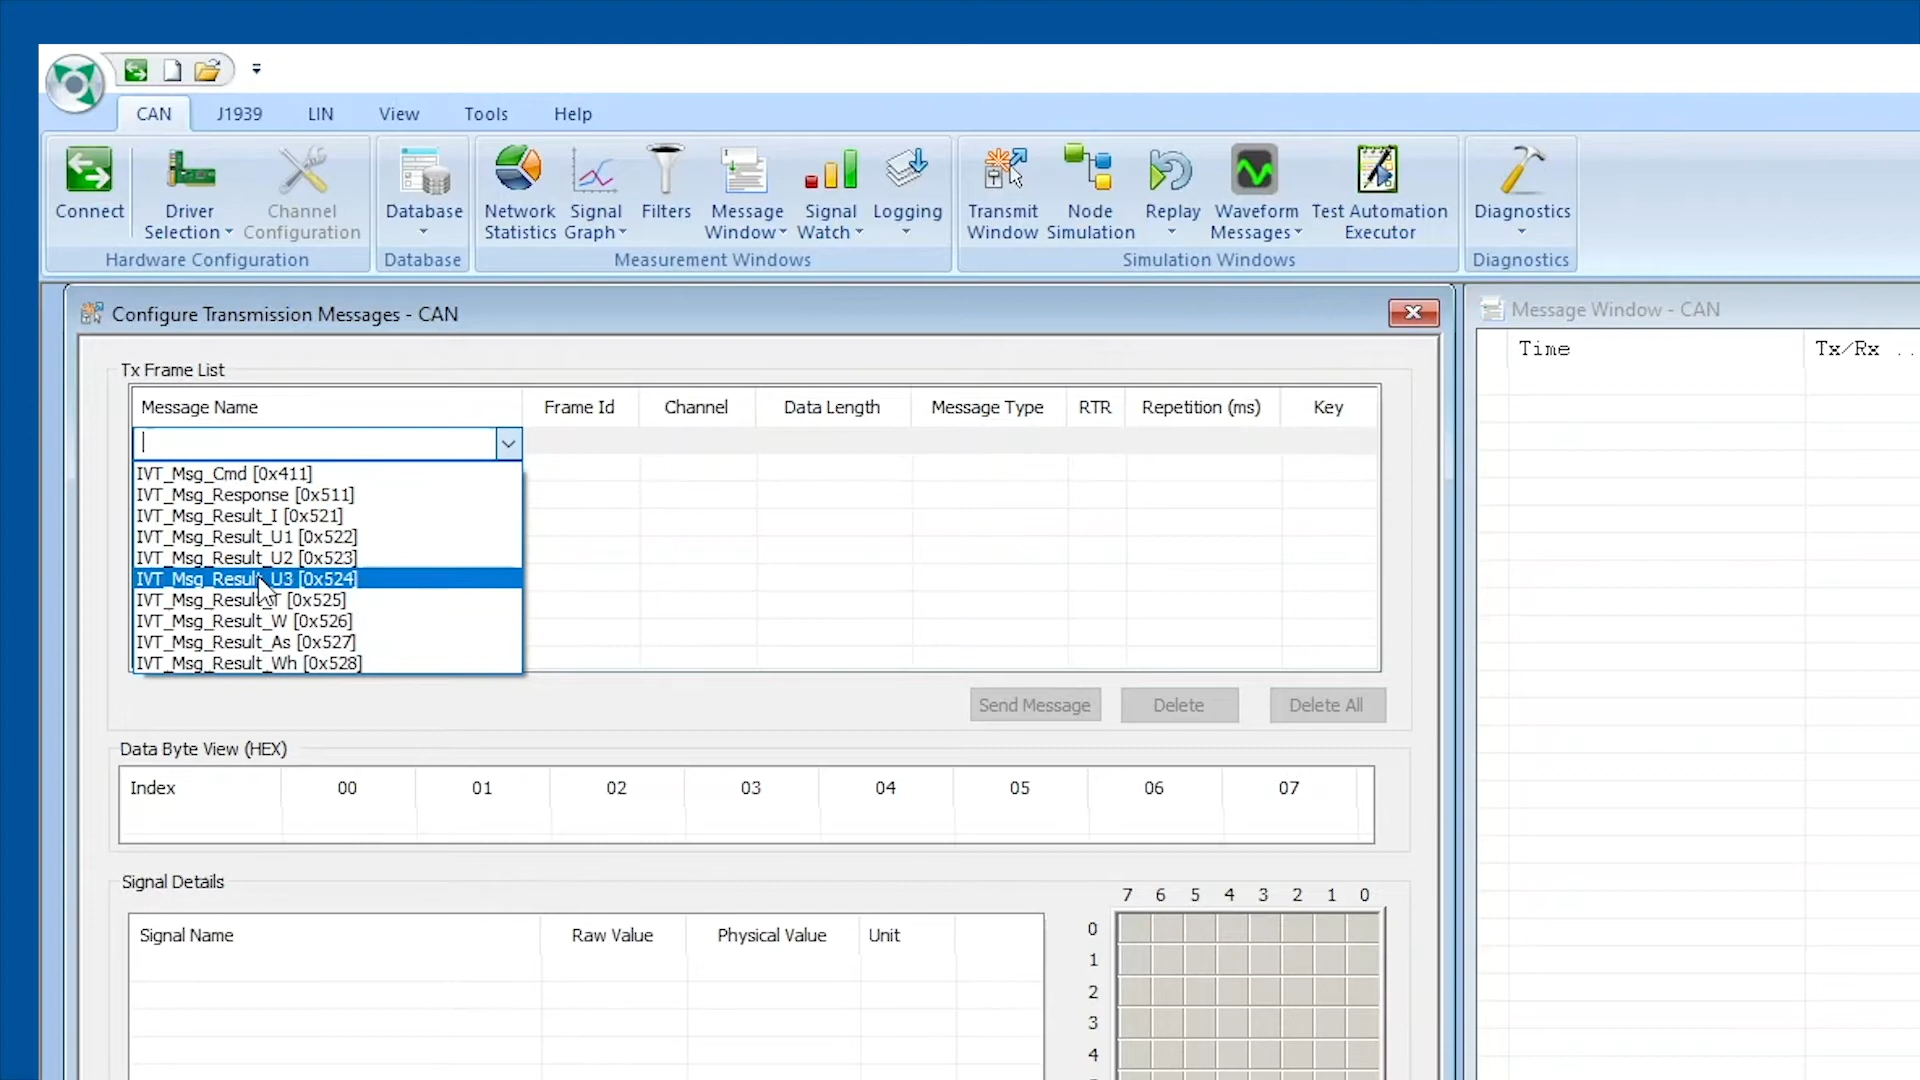 CAN J1939 LIN View Tools Help
Connect
Driver Selection
Channel Configuration
Hardware Configuration
Database
Database
Network Statistics
Signal Graph
Filters
Message Window
Signal Watch
Logging
Measurement Windows
Transmit Window
Node Simulation
Replay
Waveform Messages
Test Automation Executor
Simulation Windows
Diagnostics
Diagnostics
Configure Transmission Messages - CAN
Tx Frame List
Message Name Frame Id Channel Data Length Message Type RTR Repetition (ms) Key
IVT_Msg_Cmd [0x411]
IVT_Msg_Response [0x511]
IVT_Msg_Result_I [0x521]
IVT_Msg_Result_U1 [0x522]
IVT_Msg_Result_U2 [0x523]
IVT_Msg_Result_U3 [0x524]
IVT_Msg_Result_T [0x525]
IVT_Msg_Result_W [0x526]
IVT_Msg_Result_As [0x527]
IVT_Msg_Result_Wh [0x528]
Send Message Delete Delete All
Data Byte View (HEX)
Index 00 01 02 03 04 05 06 07
Signal Details
Signal Name Raw Value Physical Value Unit
7 6 5 4 3 2 1 0
0
1
2
3
4
Message Window - CAN
Time Tx/Rx ..